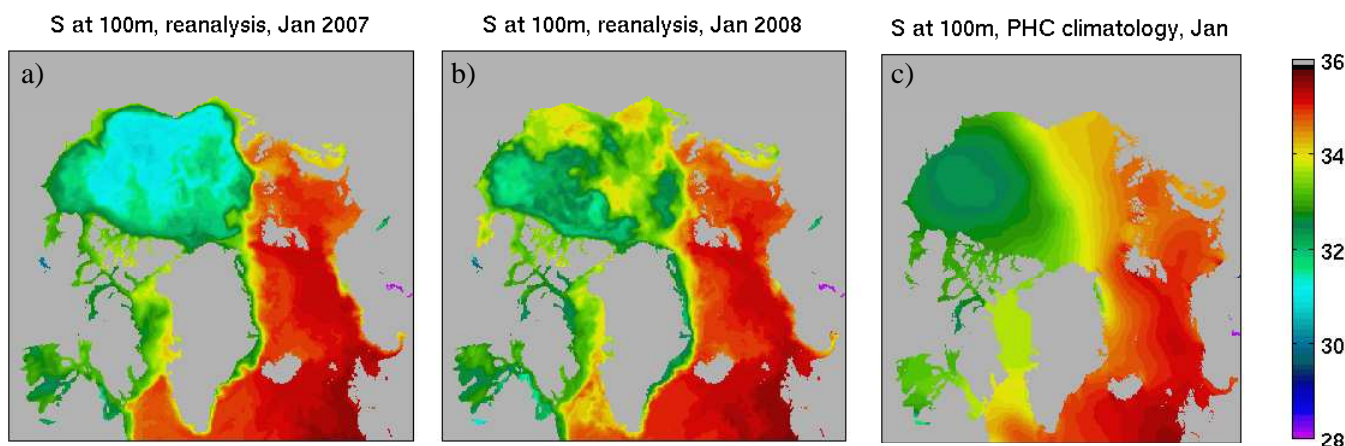 S at 100m, reanalysis, Jan 2007
S at 100m, reanalysis, Jan 2008
S at 100m, PHC climatology, Jan
a)
b)
c)
36
34
32
30
28